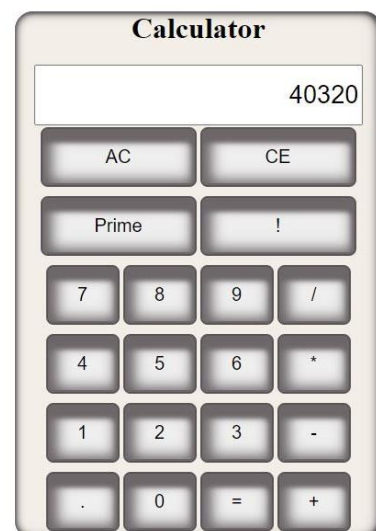 Calculator
40320
AC CE
Prime !
7 8 9 /
4 5 6 *
1 2 3 -
. 0 = +